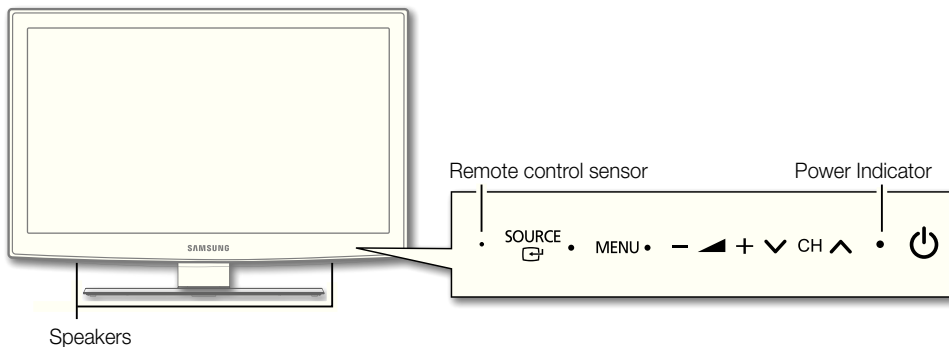 Remote control sensor
Power Indicator
SOURCE
MENU
− + CH
SAMSUNG
Speakers